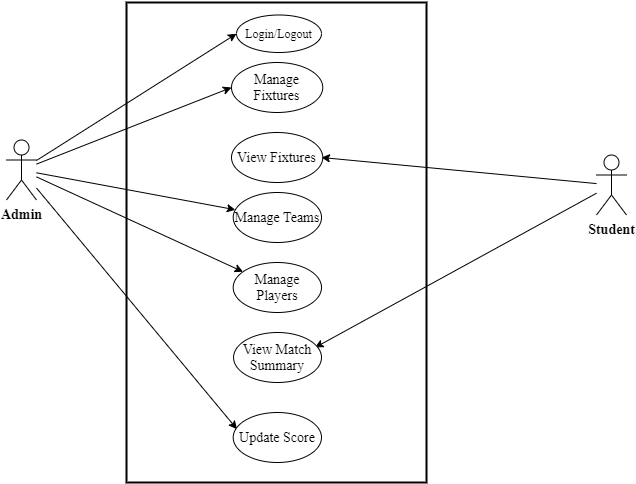 Login/Logout
Manage
Fixtures
View Fixtures
Admin
Manage Teams
Student
Manage
Players
View Match
Summary
Update Score